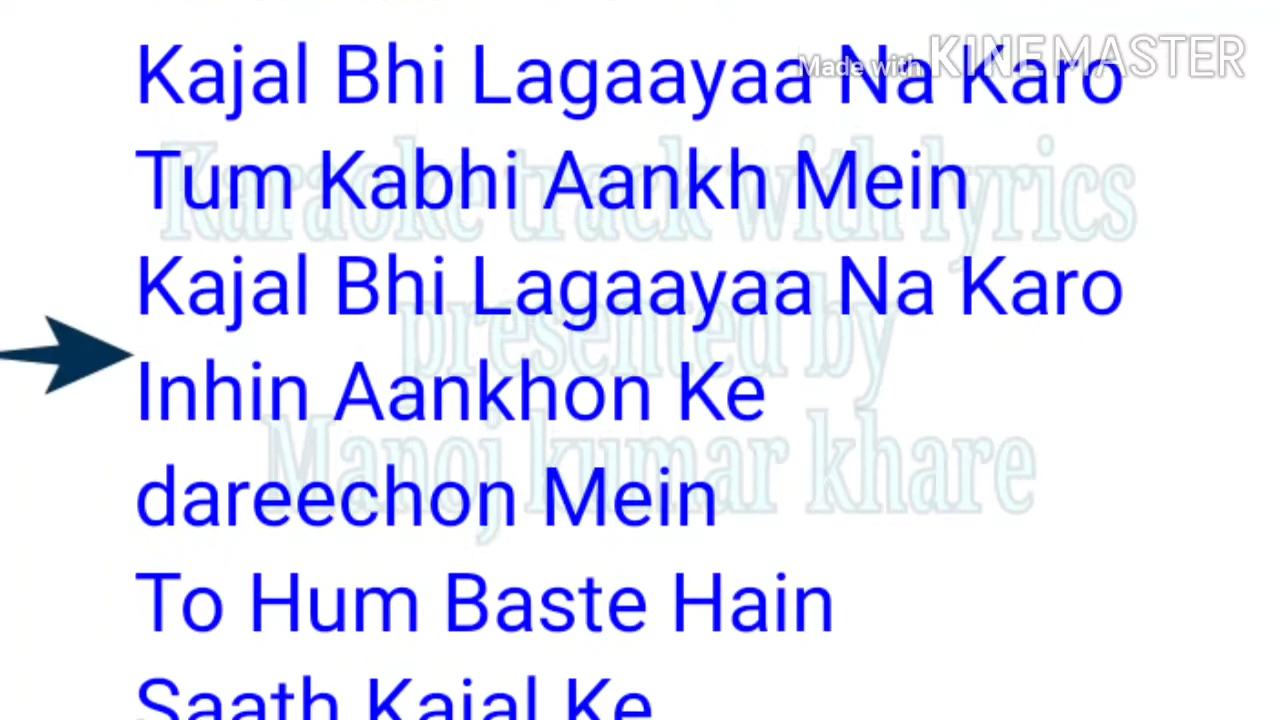 Made with KINEMASTER
Kajal Bhi Lagaayaa Na Karo
Tum Kabhi Aankh Mein
Kajal Bhi Lagaayaa Na Karo
Inhin Aankhon Ke
dareechon Mein
To Hum Baste Hain
Saath Kajal Ke
Karaoke track with lyrics
presented by
Manoj kumar khare